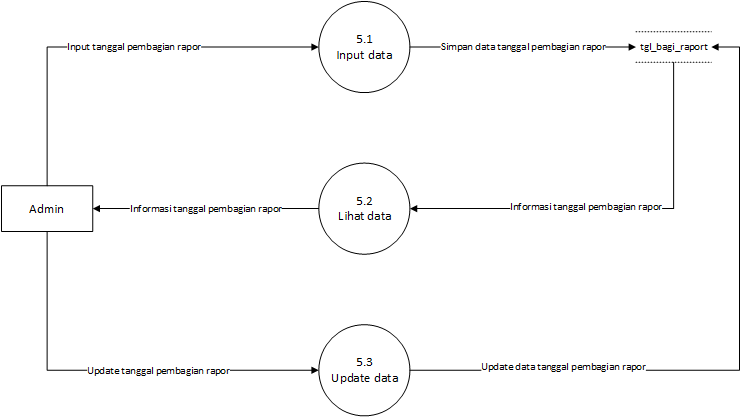 5.1
Input data
Input tanggal pembagian rapor
Simpan data tanggal pembagian rapor
tgl_bagi_raport
Admin
Informasi tanggal pembagian rapor
5.2
Lihat data
Informasi tanggal pembagian rapor
5.3
Update data
Update tanggal pembagian rapor
Update data tanggal pembagian rapor